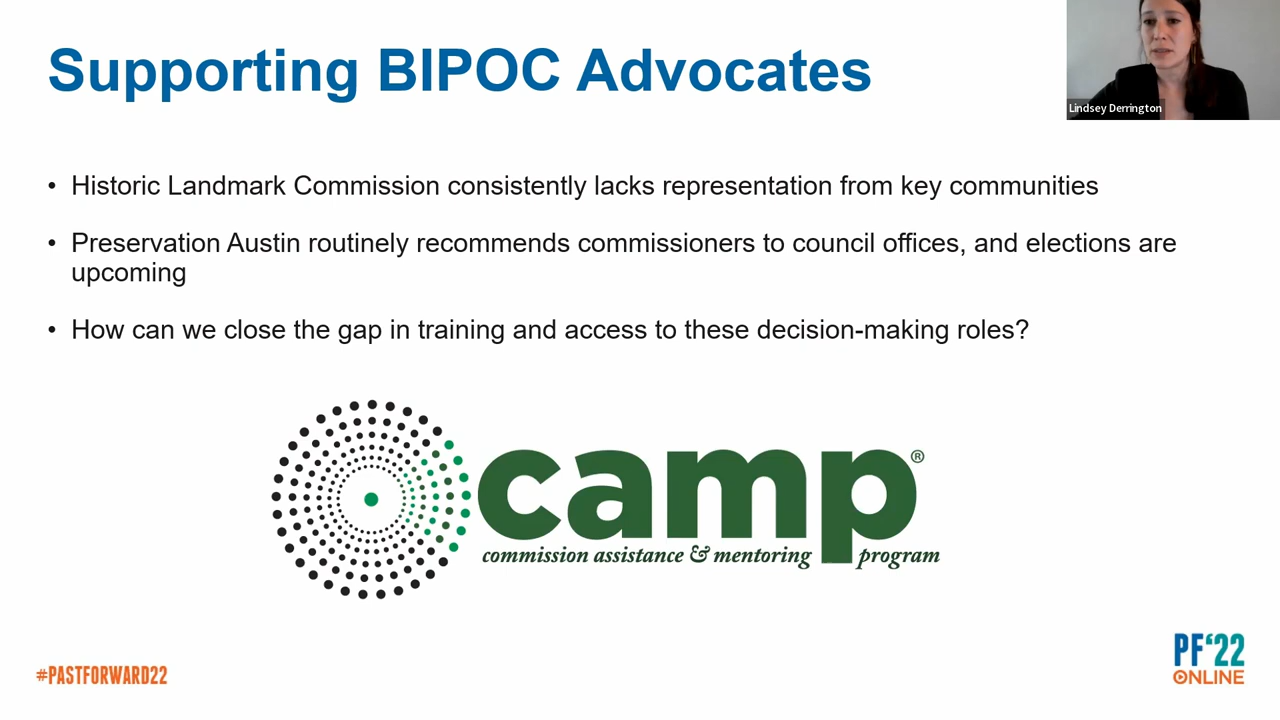 Supporting BIPOC Advocates
Lindsey Derrington
• Historic Landmark Commission consistently lacks representation from key communities
• Preservation Austin routinely recommends commissioners to council offices, and elections are
upcoming
• How can we close the gap in training and access to these decision-making roles?
camp®
commission assistance & mentoring program
#PASTFORWARD22
PF‘22
ONLINE